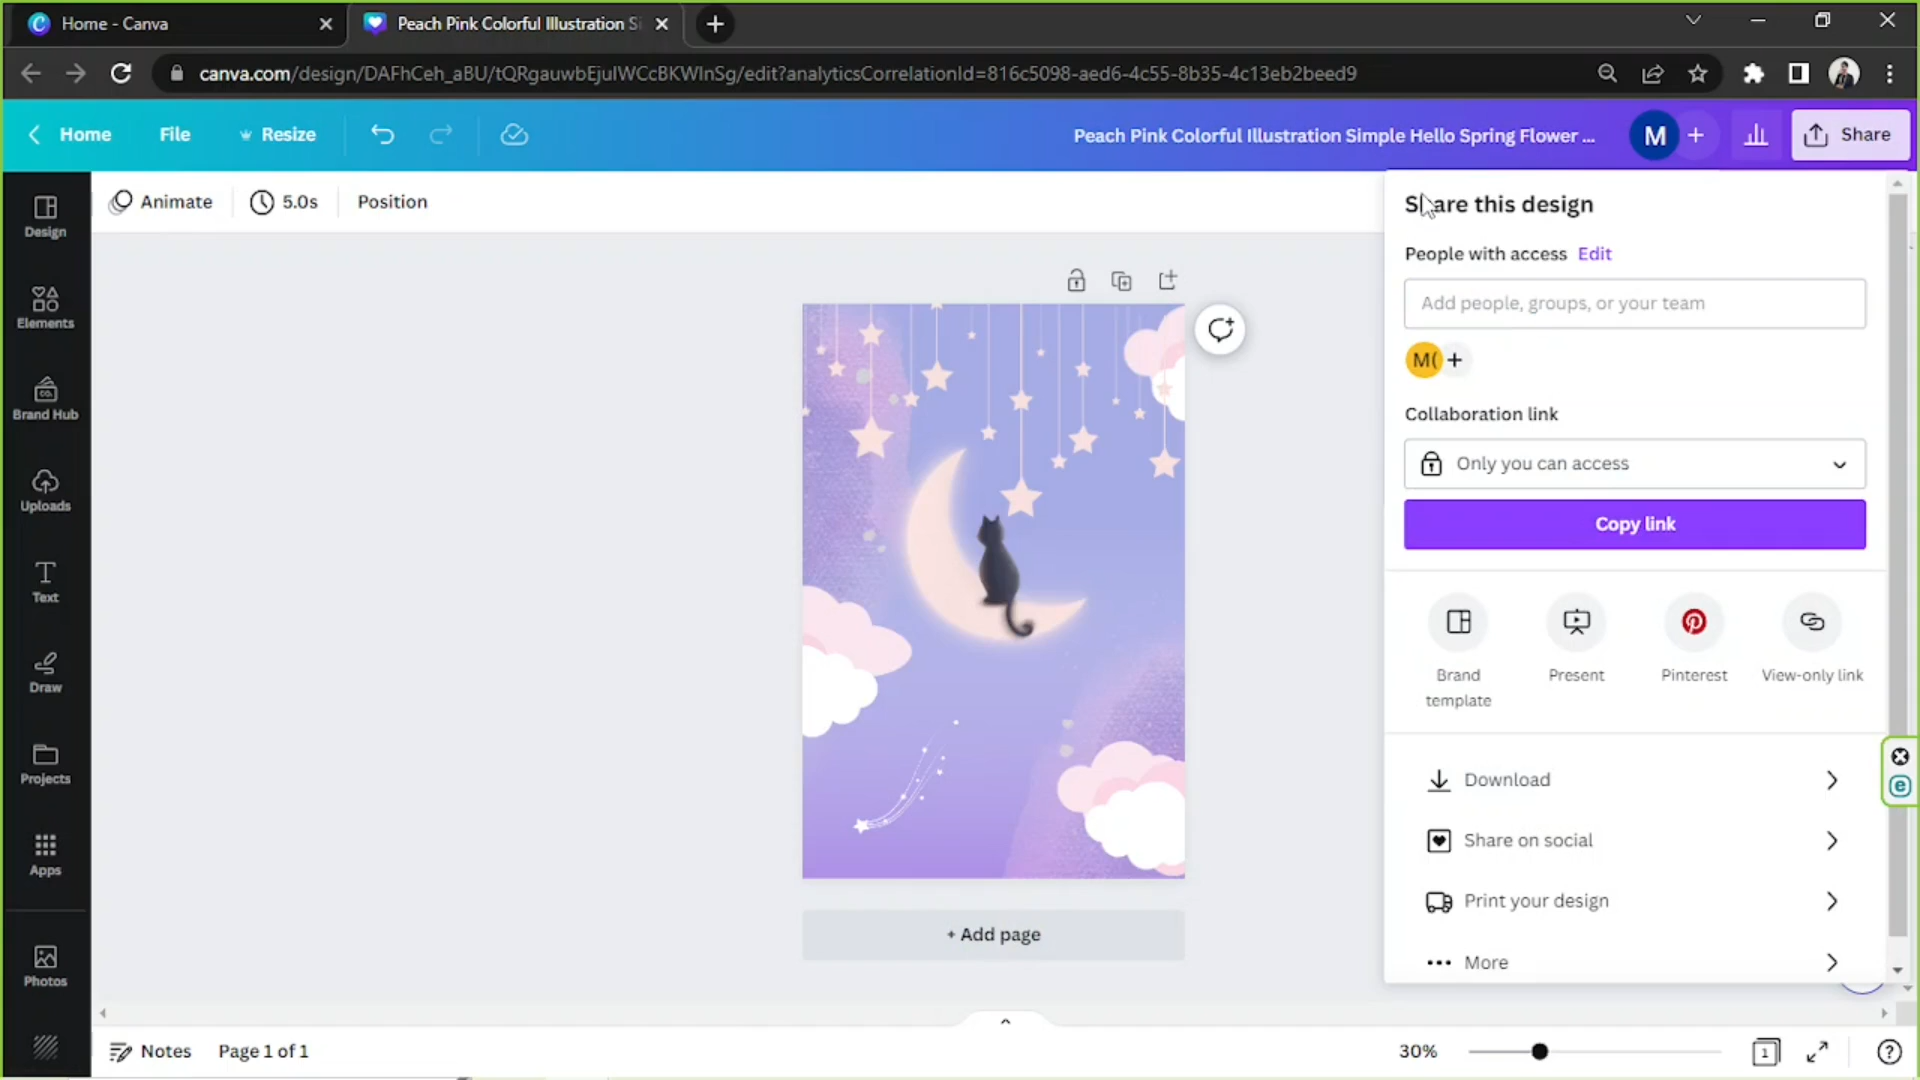 Home - Canva
Peach Pink Colorful Illustration Si
canva.com/design/DAFhCeh_aBU/tQRgauwbEjuIWCcBKWInSg/edit?analyticsCorrelationId=816c5098-aed6-4c55-8b35-4c13eb2beed9
Home
File
Resize
Peach Pink Colorful Illustration Simple Hello Spring Flower ...
M
+
Share
Design
Elements
Brand Hub
Uploads
Text
Draw
Projects
Apps
Photos
Animate
5.0s
Position
+ Add page
Share this design
People with access Edit
Add people, groups, or your team
M( +
Collaboration link
Only you can access
Copy link
Brand
template
Present
Pinterest
View-only link
Download
Share on social
Print your design
More
Notes
Page 1 of 1
30%
1